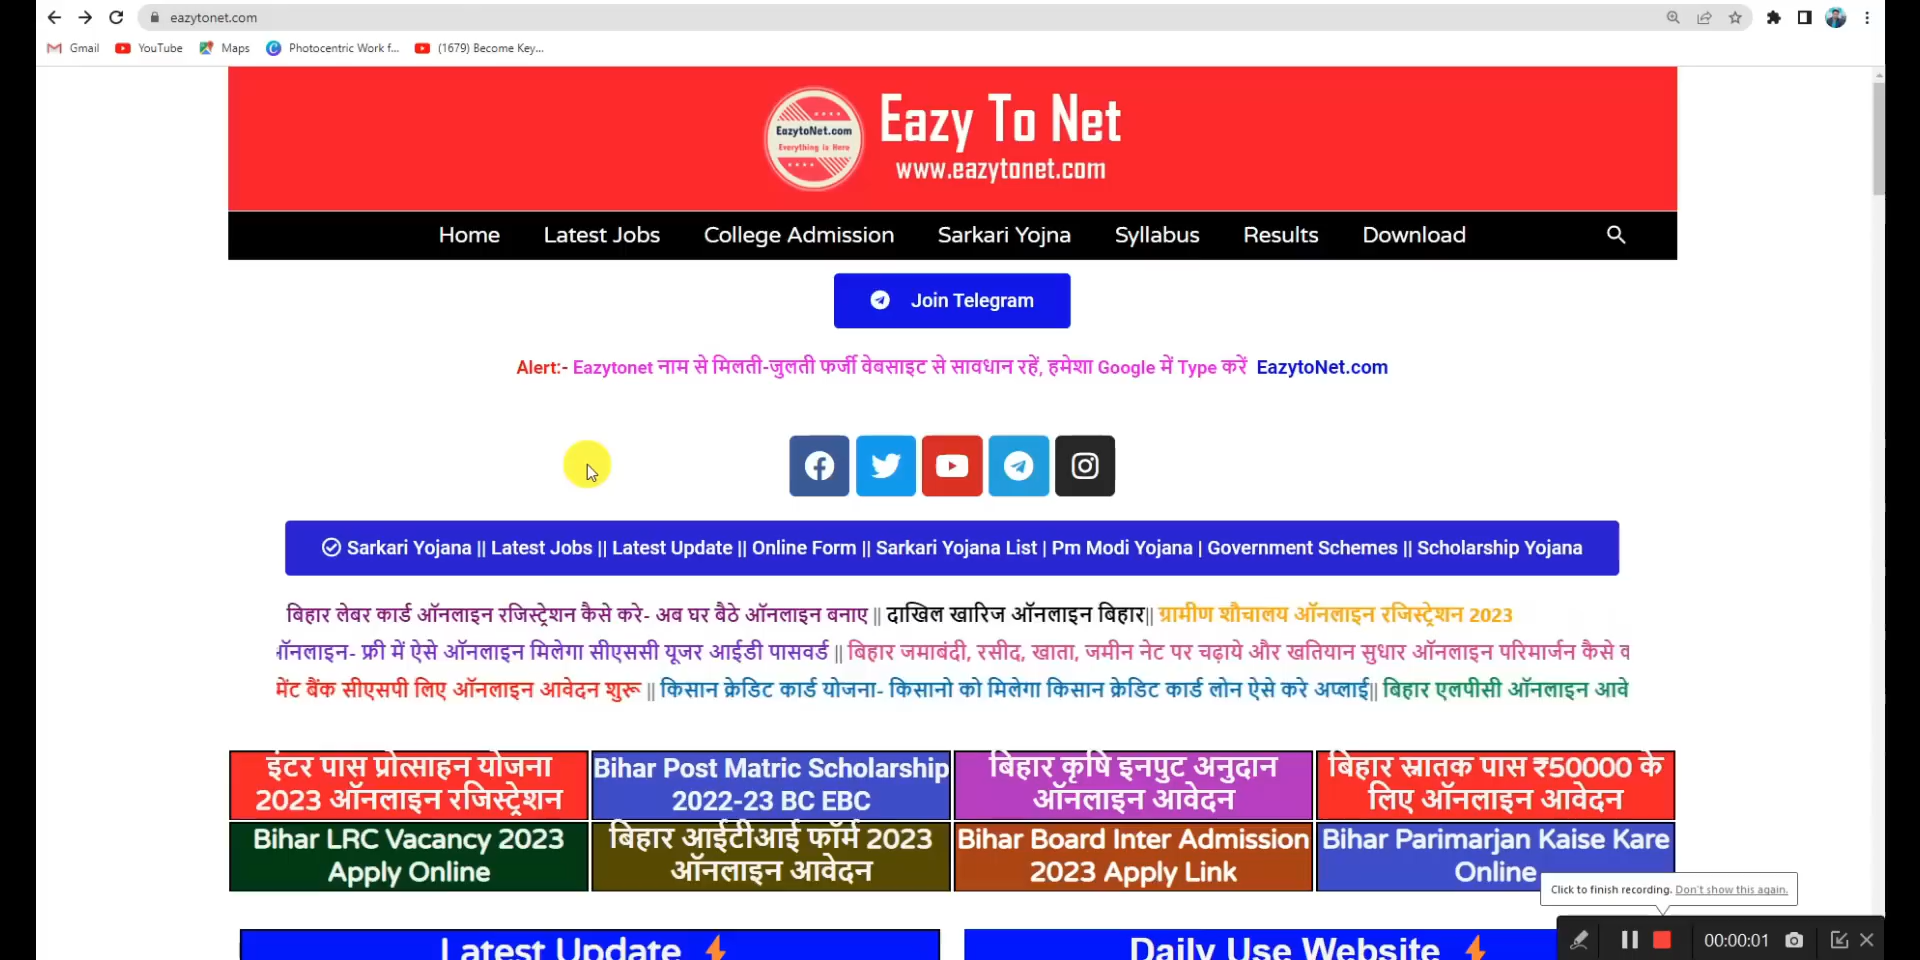 eazytonet.com
Gmail YouTube Maps Photocentric Work f... (1679) Become Key...
EazytoNet.com
Everything is Here
Eazy To Net
www.eazytonet.com
Home Latest Jobs College Admission Sarkari Yojna Syllabus Results Download
Join Telegram
Alert:- Eazytonet नाम से मिलती-जुलती फर्जी वेबसाइट से सावधान रहें, हमेशा Google में Type करें EazytoNet.com
Sarkari Yojana || Latest Jobs || Latest Update || Online Form || Sarkari Yojana List | Pm Modi Yojana | Government Schemes || Scholarship Yojana
बिहार लेबर कार्ड ऑनलाइन रजिस्ट्रेशन कैसे करे- अब घर बैठे ऑनलाइन बनाए || दाखिल खारिज ऑनलाइन बिहार|| ग्रामीण शौचालय ऑनलाइन रजिस्ट्रेशन 2023
ऑनलाइन- फ्री में ऐसे ऑनलाइन मिलेगा सीएससी यूजर आईडी पासवर्ड || बिहार जमाबंदी, रसीद, खाता, जमीन नेट पर चढ़ाये और खतियान सुधार ऑनलाइन परिमार्जन कैसे
मेंट बैंक सीएसपी लिए ऑनलाइन आवेदन शुरू || किसान क्रेडिट कार्ड योजना- किसानो को मिलेगा किसान क्रेडिट कार्ड लोन ऐसे करे अप्लाई|| बिहार एलपीसी ऑनलाइन आवे
इंटर पास प्रोत्साहन योजना
2023 ऑनलाइन रजिस्ट्रेशन
Bihar Post Matric Scholarship
2022-23 BC EBC
बिहार कृषि इनपुट अनुदान
ऑनलाइन आवेदन
बिहार स्नातक पास ₹50000 के
लिए ऑनलाइन आवेदन
Bihar LRC Vacancy 2023
Apply Online
बिहार आईटीआई फॉर्म 2023
ऑनलाइन आवेदन
Bihar Board Inter Admission
2023 Apply Link
Bihar Parimarjan Kaise Kare
Online
Click to finish recording. Don't show this again.
Latest Update
Daily Use Website
00:00:01